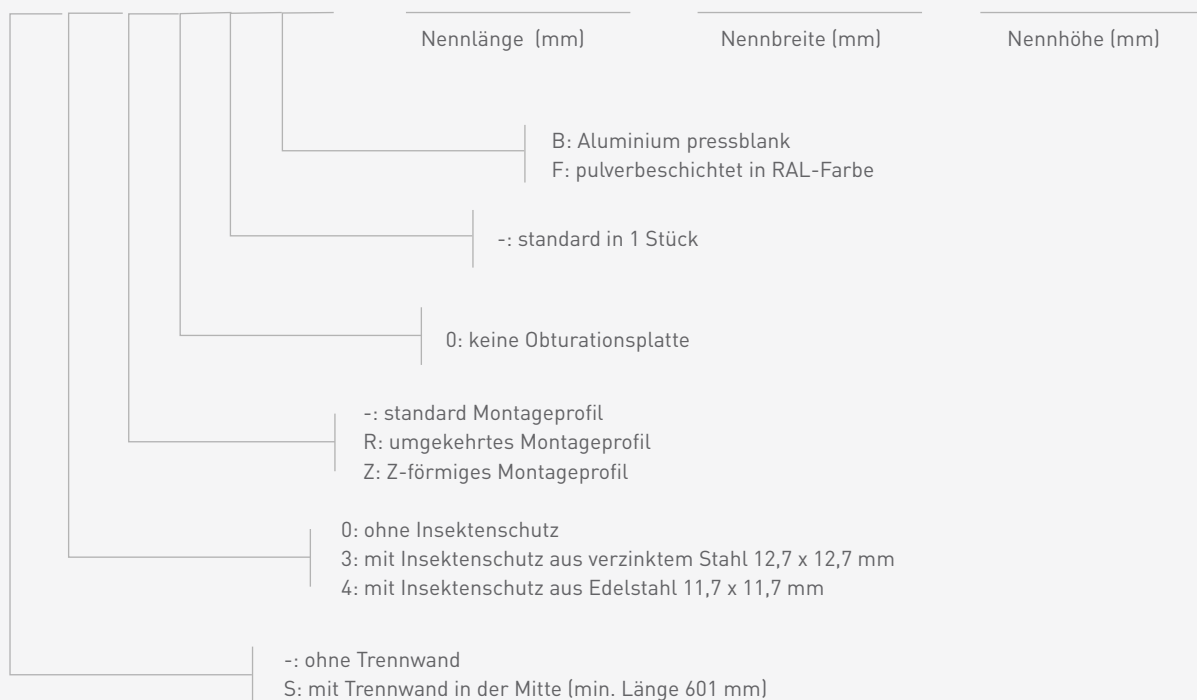 Nennlänge (mm) Nennbreite (mm) Nennhöhe (mm)
B: Aluminium pressblank
F: pulverbeschichtet in RAL-Farbe
-: standard in 1 Stück
0: keine Obturationsplatte
-: standard Montageprofil
R: umgekehrtes Montageprofil
Z: Z-förmiges Montageprofil
0: ohne Insektenschutz
3: mit Insektenschutz aus verzinktem Stahl 12,7 x 12,7 mm
4: mit Insektenschutz aus Edelstahl 11,7 x 11,7 mm
-: ohne Trennwand
S: mit Trennwand in der Mitte (min. Länge 601 mm)